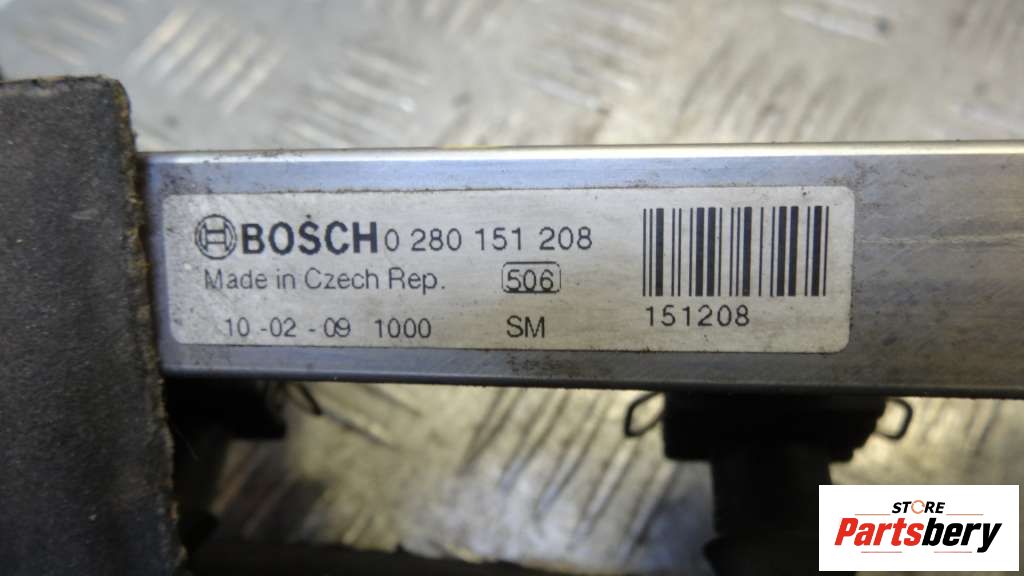 BOSCH 0 280 151 208
Made in Czech Rep. 506
10 -02 -09 1000 SM
151208
STORE
Partsbery